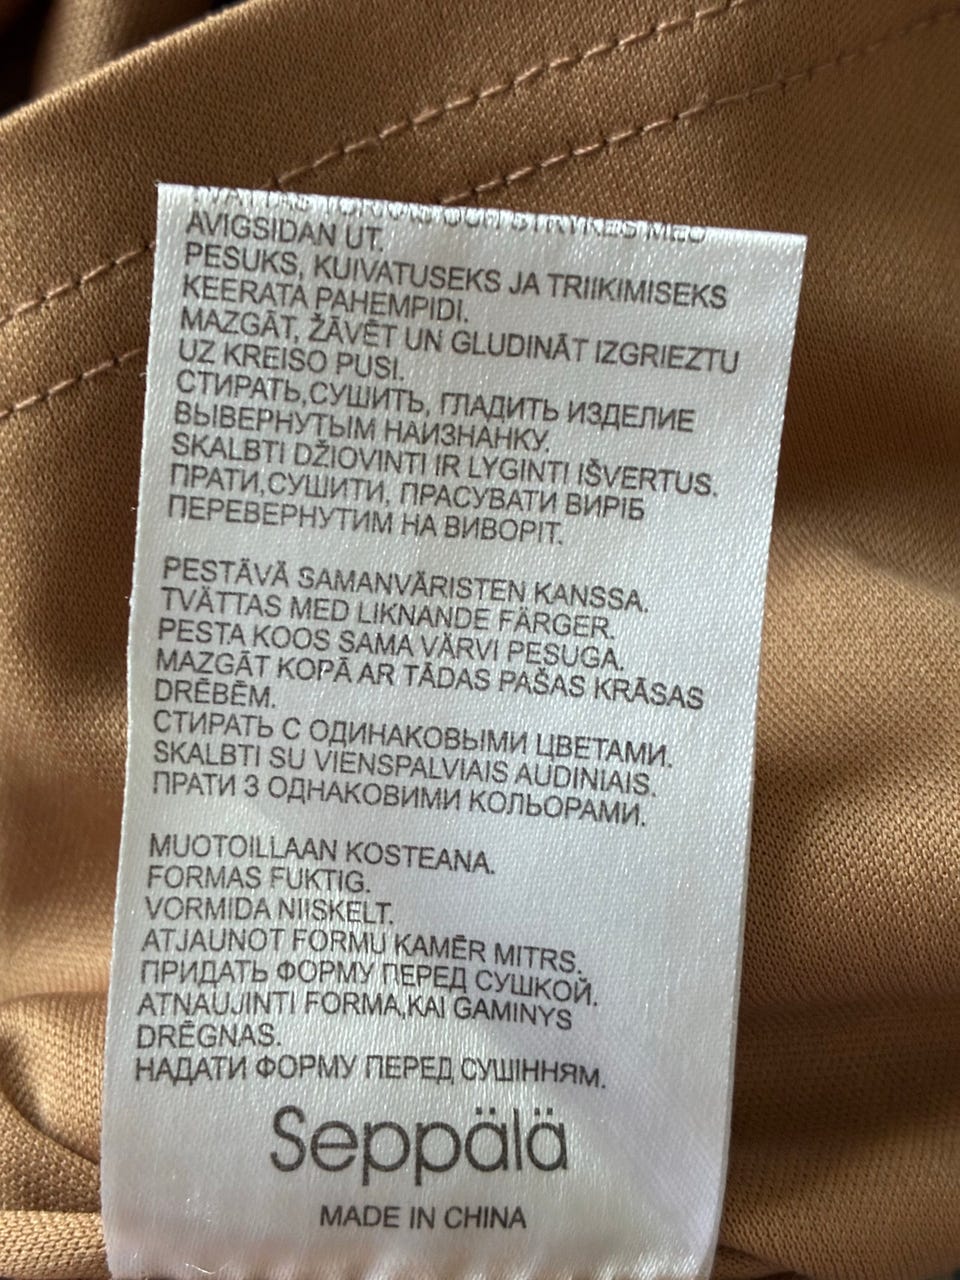 OCH STRYKES MED
AVIGSIDAN UT.
PESUKS, KUIVATUSEKS JA TRIIKIMISEKS
KEERATA PAHEMPIDI.
MAZGĀT, ŽĀVĒT UN GLUDINĀT IZGRIEZTU
UZ KREISO PUSI.
СТИРАТЬ,СУШИТЬ, ГЛАДИТЬ ИЗДЕЛИЕ
ВЫВЕРНУТЫМ НАИЗНАНКУ.
SKALBTI DŽIOVINTI IR LYGINTI IŠVERTUS.
ПРАТИ,СУШИТИ, ПРАСУВАТИ ВИРІБ
ПЕРЕВЕРНУТИМ НА ВИВОРІТ.
PESTÄVÄ SAMANVÄRISTEN KANSSA.
TVÄTTAS MED LIKNANDE FÄRGER.
PESTA KOOS SAMA VÄRVI PESUGA.
MAZGĀT KOPĀ AR TĀDAS PAŠAS KRĀSAS
DRĒBĒM.
СТИРАТЬ С ОДИНАКОВЫМИ ЦВЕТАМИ.
SKALBTI SU VIENSPALVIAIS AUDINIAIS.
ПРАТИ З ОДНАКОВИМИ КОЛЬОРАМИ.
MUOTOILLAAN KOSTEANA.
FORMAS FUKTIG.
VORMIDA NIISKELT.
ATJAUNOT FORMU KAMĒR MITRS.
ПРИДАТЬ ФОРМУ ПЕРЕД СУШКОЙ.
ATNAUJINTI FORMA,KAI GAMINYS
DRĒGNAS.
НАДАТИ ФОРМУ ПЕРЕД СУШІННЯМ.
Seppälä
MADE IN CHINA